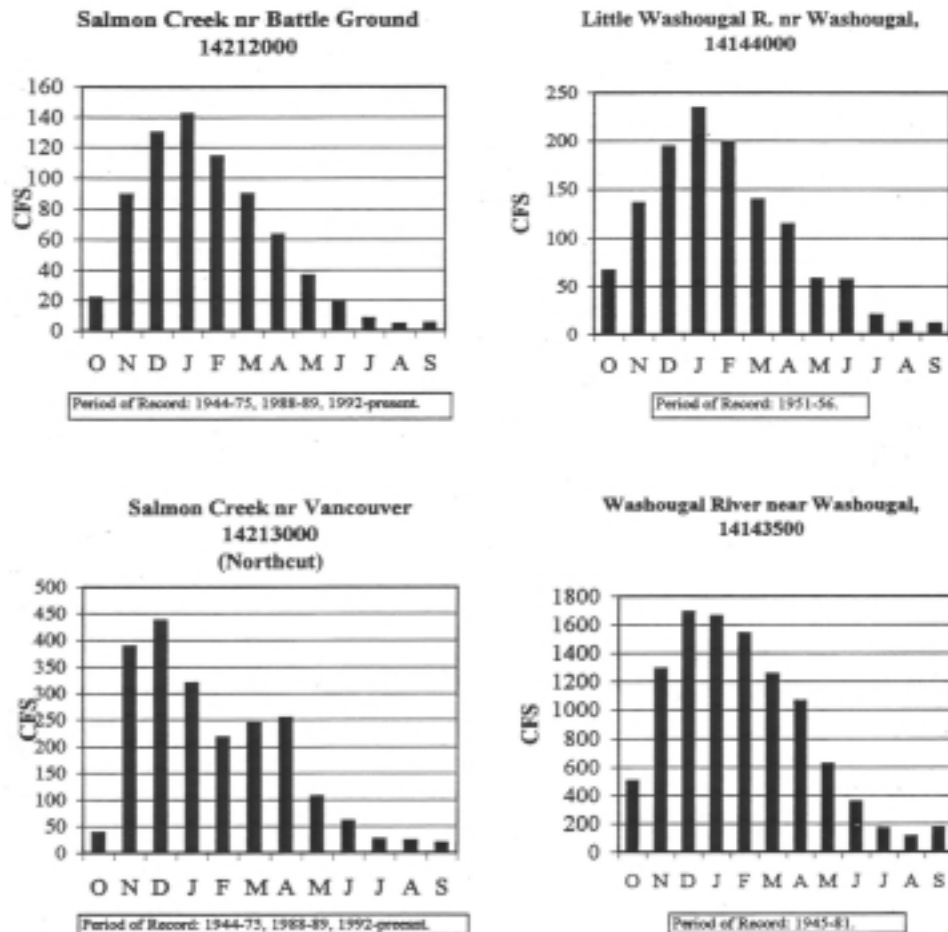 Salmon Creek nr Battle Ground
14212000
160
140
120
100
80
60
40
20
0
CFS
O N D J F M A M J J A S
Period of Record: 1944-75, 1988-89, 1992-present.
Little Washougal R. nr Washougal,
14144000
250
200
150
100
50
0
CFS
O N D J F M A M J J A S
Period of Record: 1951-56.
Salmon Creek nr Vancouver
14213000
(Northcut)
500
450
400
350
300
250
200
150
100
50
0
CFS
O N D J F M A M J J A S
Period of Record: 1944-75, 1988-89, 1992-present.
Washougal River near Washougal,
14143500
1800
1600
1400
1200
1000
800
600
400
200
0
CFS
O N D J F M A M J J A S
Period of Record: 1945-81.